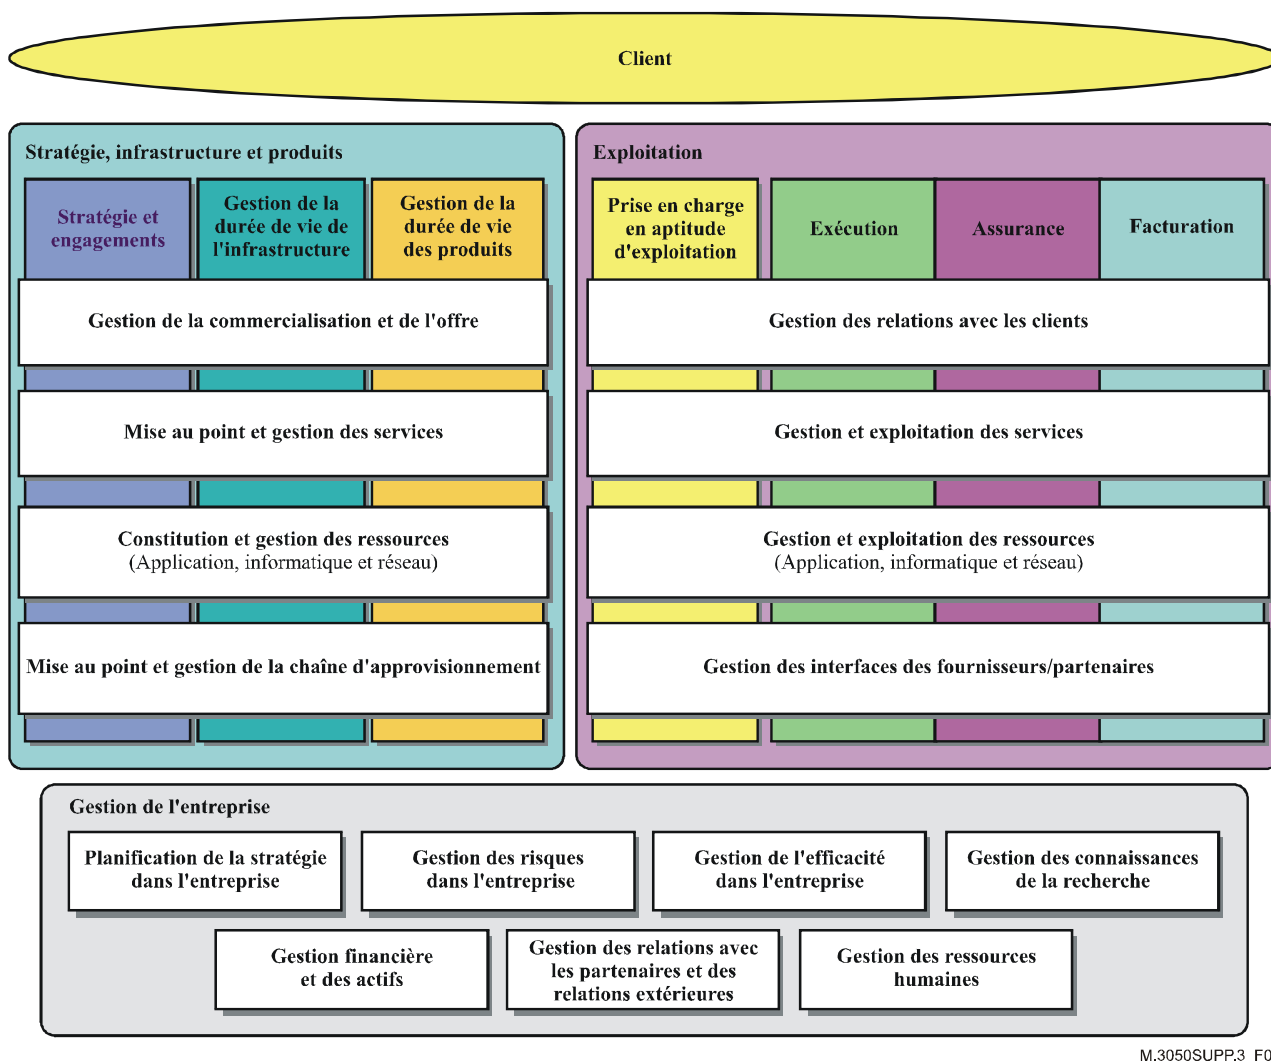 Client
Stratégie, infrastructure et produits
Stratégie et
engagements
Gestion de la
durée de vie de
l'infrastructure
Gestion de la
durée de vie
des produits
Gestion de la commercialisation et de l'offre
Mise au point et gestion des services
Constitution et gestion des ressources
(Application, informatique et réseau)
Mise au point et gestion de la chaîne d'approvisionnement
Exploitation
Prise en charge
en aptitude
d'exploitation
Exécution
Assurance
Facturation
Gestion des relations avec les clients
Gestion et exploitation des services
Gestion et exploitation des ressources
(Application, informatique et réseau)
Gestion des interfaces des fournisseurs/partenaires
Gestion de l'entreprise
Planification de la stratégie
dans l'entreprise
Gestion des risques
dans l'entreprise
Gestion de l'efficacité
dans l'entreprise
Gestion des connaissances
de la recherche
Gestion financière
et des actifs
Gestion des relations avec
les partenaires et des
relations extérieures
Gestion des ressources
humaines
M.3050SUPP.3_F0